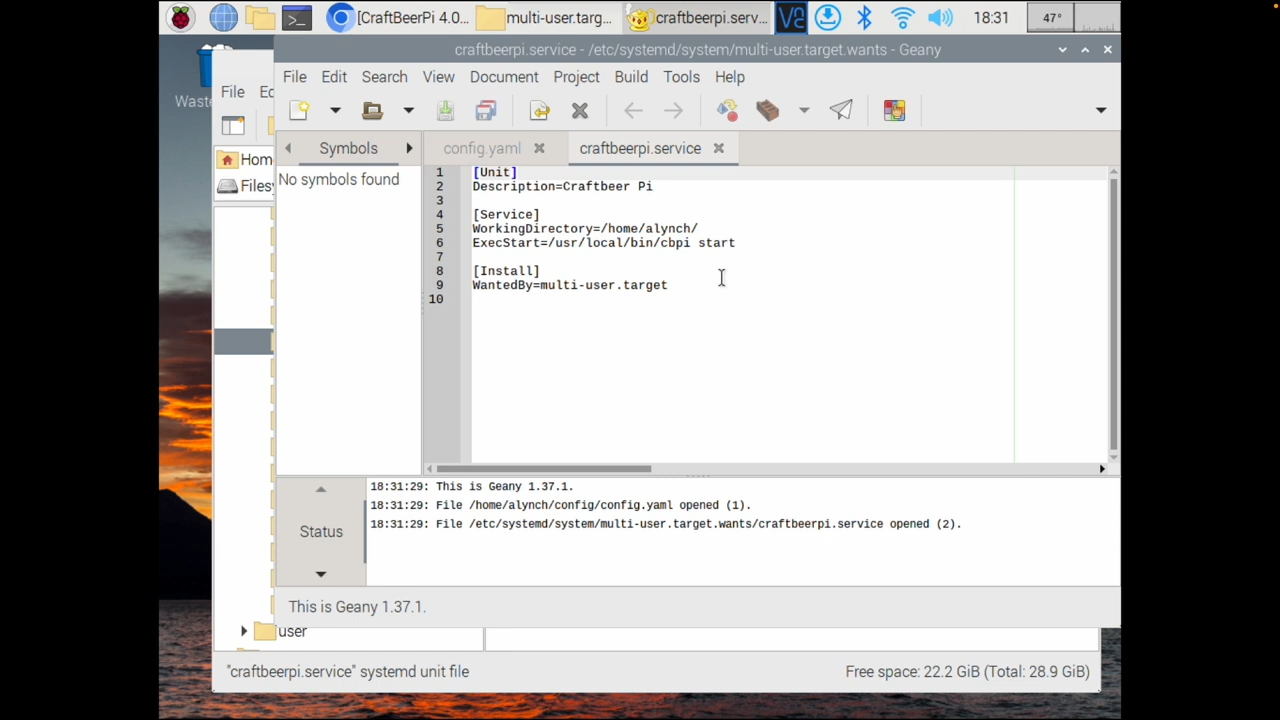 [CraftBeerPi 4.0...
multi-user.targ...
craftbeerpi.serv...
V2
18:31
47°
craftbeerpi.service - /etc/systemd/system/multi-user.target.wants - Geany
Waste
File Ed
File Edit Search View Document Project Build Tools Help
Symbols
config.yaml
craftbeerpi.service
Home
Filesy
No symbols found
1 [Unit]
2 Description=Craftbeer Pi
3
4 [Service]
5 WorkingDirectory=/home/alynch/
6 ExecStart=/usr/local/bin/cbpi start
7
8 [Install]
9 WantedBy=multi-user.target
10
Status
18:31:29: This is Geany 1.37.1.
18:31:29: File /home/alynch/config/config.yaml opened (1).
18:31:29: File /etc/systemd/system/multi-user.target.wants/craftbeerpi.service opened (2).
This is Geany 1.37.1.
user
"craftbeerpi.service" systemd unit file
Free space: 22.2 GiB (Total: 28.9 GiB)